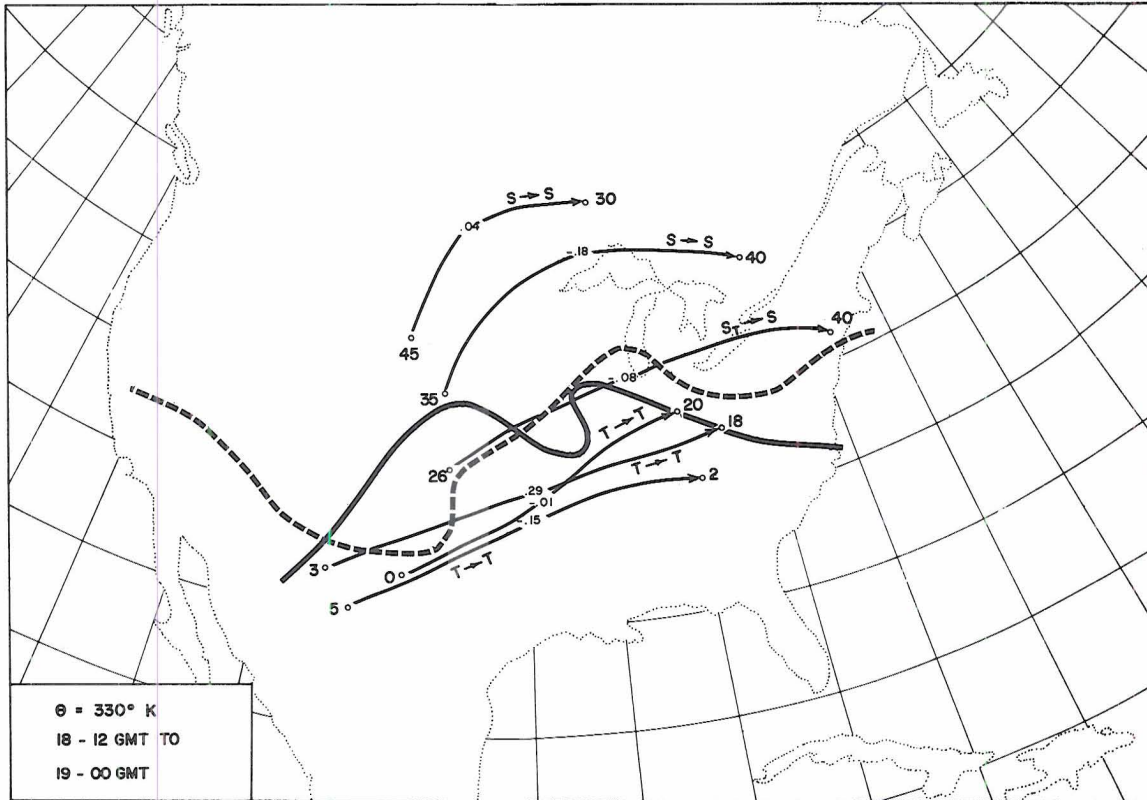 S → S
30
.04
S → S
-.18
40
45
S_T → S
40
35
-.08
20
T → T
18
26
T → T
2
.29
-.01
-.15
3
0
T → T
5
θ = 330° K
18 - 12 GMT TO
19 - 00 GMT